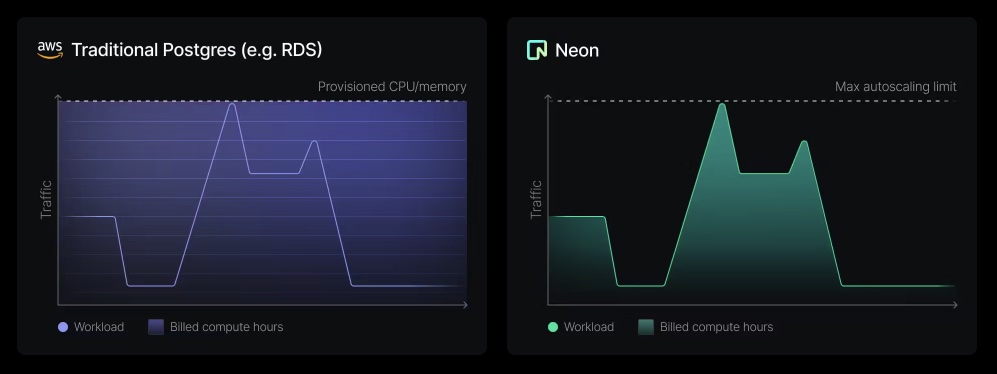 aws Traditional Postgres (e.g. RDS)
Provisioned CPU/memory
Traffic
Workload
Billed compute hours
Neon
Max autoscaling limit
Traffic
Workload
Billed compute hours